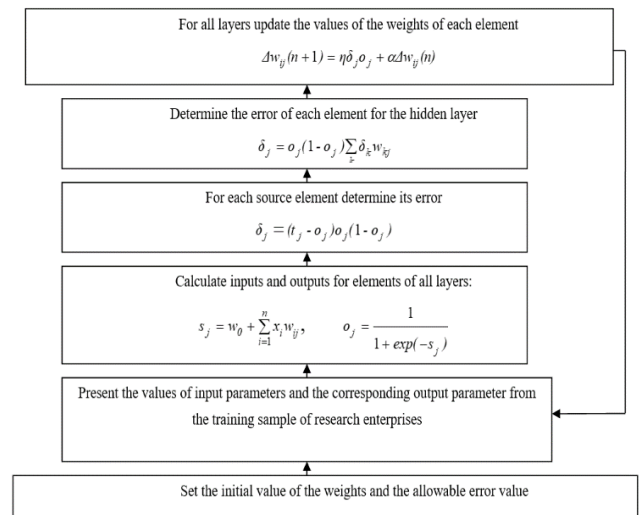 For all layers update the values of the weights of each element
Δw_ij(n+1) = ηδ_j o_j + αΔw_ij(n)
Determine the error of each element for the hidden layer
δ_j = o_j(1 - o_j) ∑_k δ_k w_kj
For each source element determine its error
δ_j = (t_j - o_j)o_j(1 - o_j)
Calculate inputs and outputs for elements of all layers:
s_j = w_0 + ∑_{i=1}^{n} x_i w_ij, o_j = 1 / (1 + exp(-s_j))
Present the values of input parameters and the corresponding output parameter from
the training sample of research enterprises
Set the initial value of the weights and the allowable error value